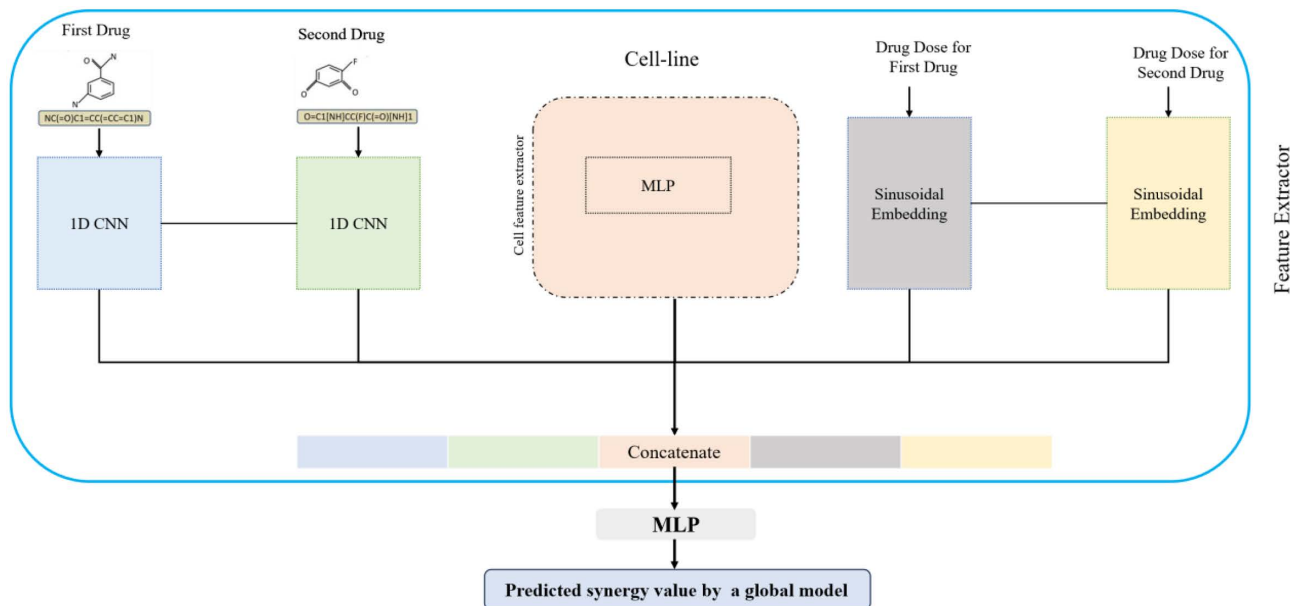 First Drug
Second Drug
Cell-line
Drug Dose for
First Drug
Drug Dose for
Second Drug
O
N
N
F
O
O
NC(=O)C1=CC(=CC=C1)N
O=C1[NH]CC(F)C(=O)[NH]1
1D CNN
1D CNN
Cell feature extractor
MLP
Sinusoidal
Embedding
Sinusoidal
Embedding
Feature Extractor
Concatenate
MLP
Predicted synergy value by a global model